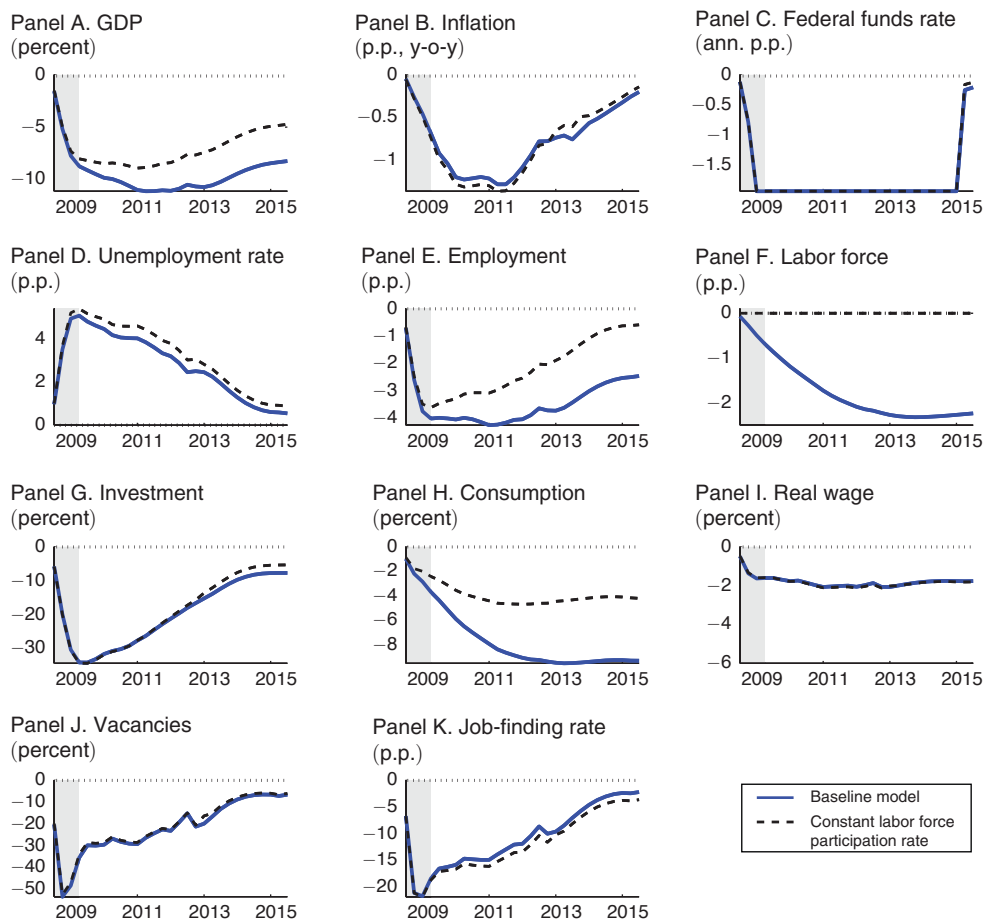 Panel A. GDP
(percent)
0
−5
−10
2009 2011 2013 2015
Panel B. Inflation
(p.p., y-o-y)
0
−0.5
−1
2009 2011 2013 2015
Panel C. Federal funds rate
(ann. p.p.)
0
−0.5
−1
−1.5
2009 2011 2013 2015
Panel D. Unemployment rate
(p.p.)
4
2
0
2009 2011 2013 2015
Panel E. Employment
(p.p.)
0
−1
−2
−3
−4
2009 2011 2013 2015
Panel F. Labor force
(p.p.)
0
−1
−2
2009 2011 2013 2015
Panel G. Investment
(percent)
0
−10
−20
−30
2009 2011 2013 2015
Panel H. Consumption
(percent)
0
−2
−4
−6
−8
2009 2011 2013 2015
Panel I. Real wage
(percent)
0
−2
−4
−6
2009 2011 2013 2015
Panel J. Vacancies
(percent)
0
−10
−20
−30
−40
−50
2009 2011 2013 2015
Panel K. Job-finding rate
(p.p.)
0
−5
−10
−15
−20
2009 2011 2013 2015
Baseline model
Constant labor force
participation rate